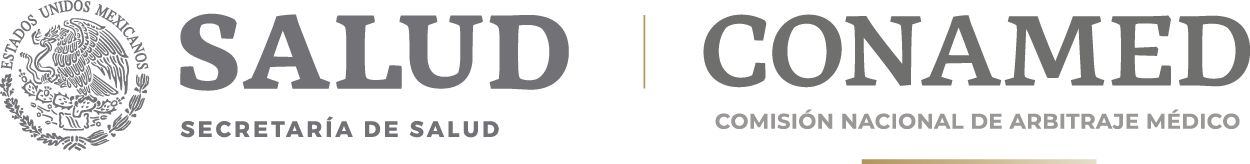 ESTADOS UNIDOS MEXICANOS
SALUD
SECRETARÍA DE SALUD
CONAMED
COMISIÓN NACIONAL DE ARBITRAJE MÉDICO